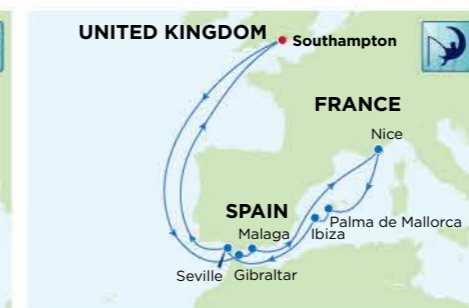 UNITED KINGDOM
Southampton
FRANCE
Nice
SPAIN
Palma de Mallorca
Malaga
Ibiza
Seville
Gibraltar